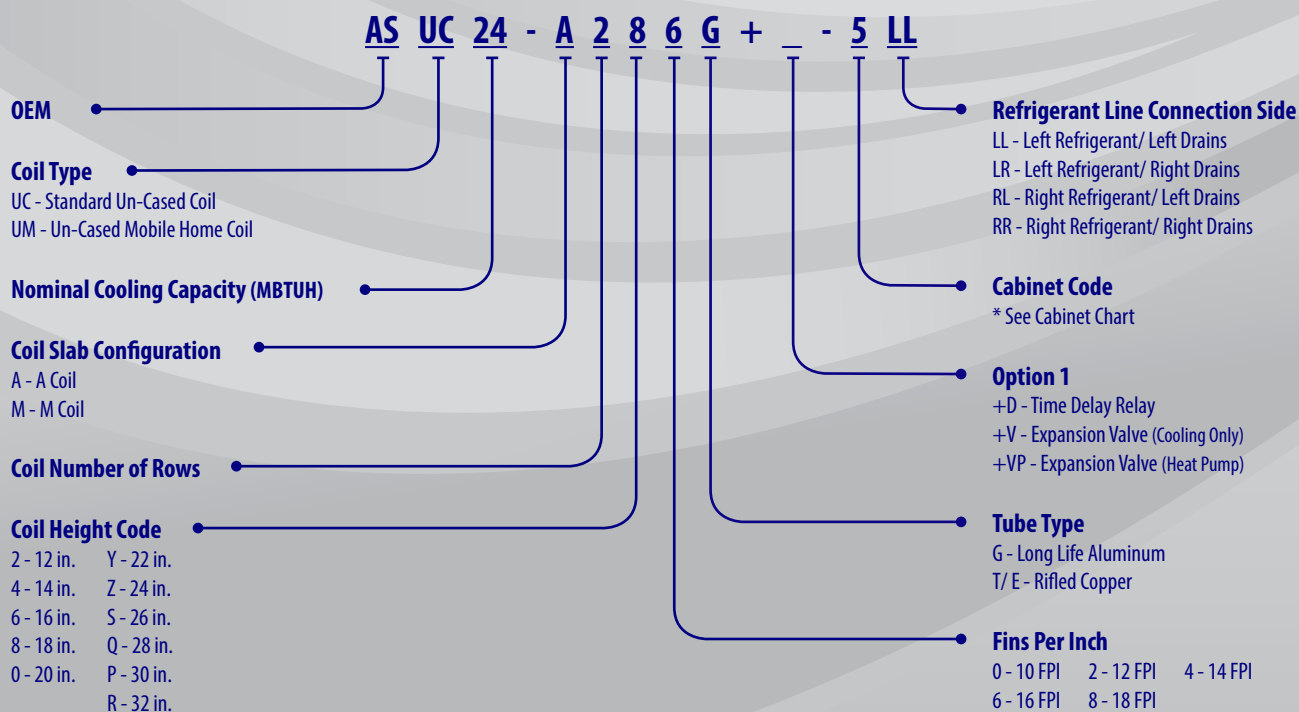 AS UC 24 - A 2 8 6 G + _ - 5 LL
OEM
Coil Type
UC - Standard Un-Cased Coil
UM - Un-Cased Mobile Home Coil
Nominal Cooling Capacity (MBTUH)
Coil Slab Configuration
A - A Coil
M - M Coil
Coil Number of Rows
Coil Height Code
2 - 12 in. Y - 22 in.
4 - 14 in. Z - 24 in.
6 - 16 in. S - 26 in.
8 - 18 in. Q - 28 in.
0 - 20 in. P - 30 in.
R - 32 in.
Refrigerant Line Connection Side
LL - Left Refrigerant/ Left Drains
LR - Left Refrigerant/ Right Drains
RL - Right Refrigerant/ Left Drains
RR - Right Refrigerant/ Right Drains
Cabinet Code
* See Cabinet Chart
Option 1
+D - Time Delay Relay
+V - Expansion Valve (Cooling Only)
+VP - Expansion Valve (Heat Pump)
Tube Type
G - Long Life Aluminum
T/ E - Rifled Copper
Fins Per Inch
0 - 10 FPI 2 - 12 FPI 4 - 14 FPI
6 - 16 FPI 8 - 18 FPI